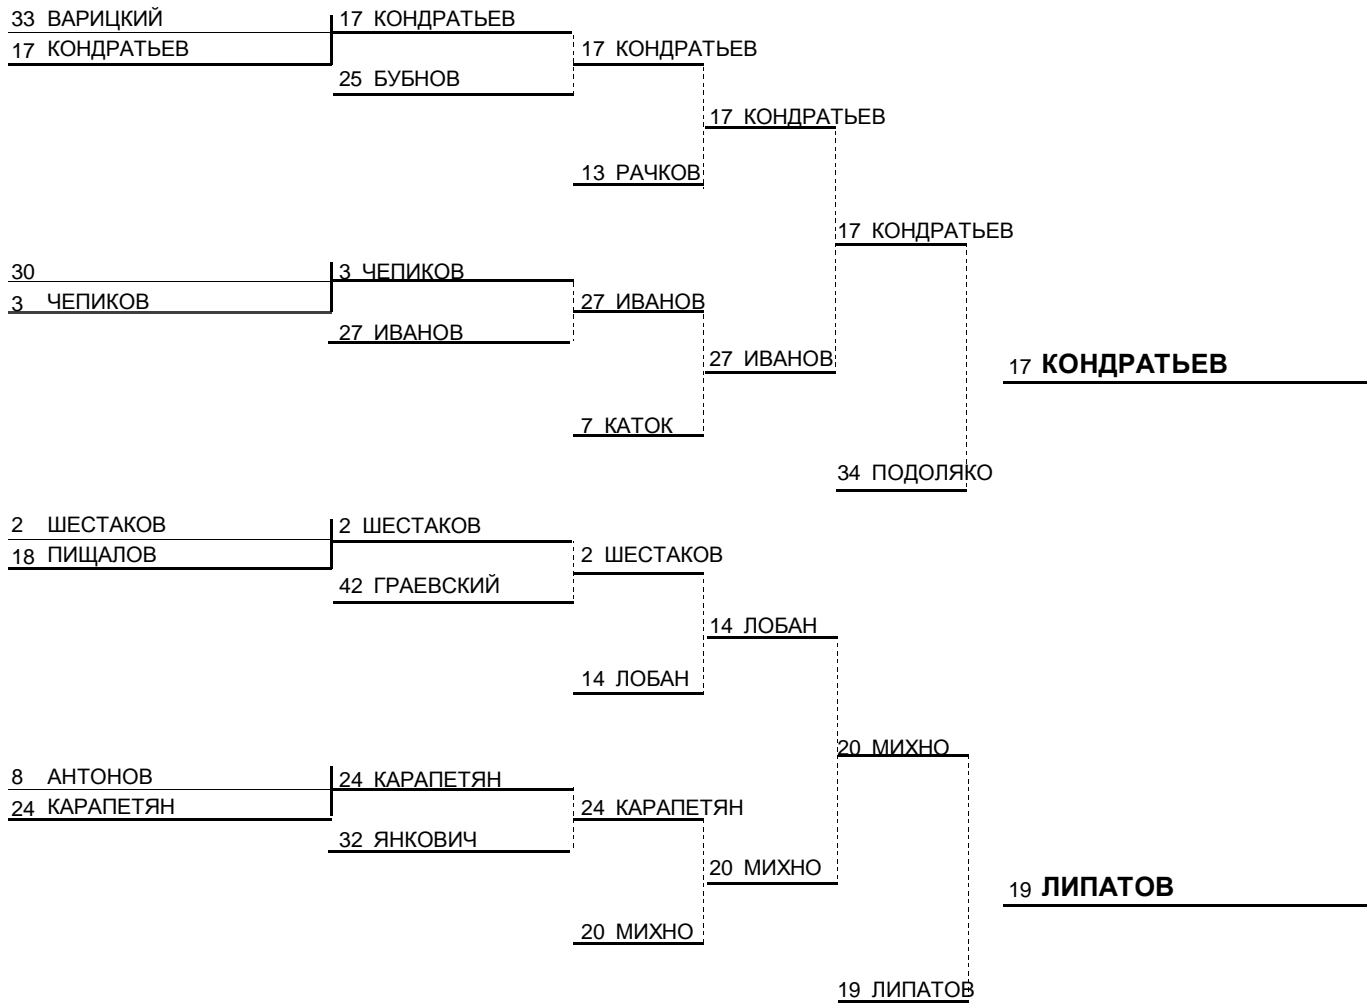 33 ВАРИЦКИЙ
17 КОНДРАТЬЕВ
17 КОНДРАТЬЕВ
17 КОНДРАТЬЕВ
25 БУБНОВ
17 КОНДРАТЬЕВ
13 РАЧКОВ
17 КОНДРАТЬЕВ
30
3 ЧЕПИКОВ
3 ЧЕПИКОВ
27 ИВАНОВ
27 ИВАНОВ
27 ИВАНОВ
17 КОНДРАТЬЕВ
7 КАТОК
34 ПОДОЛЯКО
2 ШЕСТАКОВ
2 ШЕСТАКОВ
18 ПИЩАЛОВ
2 ШЕСТАКОВ
42 ГРАЕВСКИЙ
14 ЛОБАН
14 ЛОБАН
20 МИХНО
8 АНТОНОВ
24 КАРАПЕТЯН
24 КАРАПЕТЯН
24 КАРАПЕТЯН
32 ЯНКОВИЧ
20 МИХНО
19 ЛИПАТОВ
20 МИХНО
19 ЛИПАТОВ